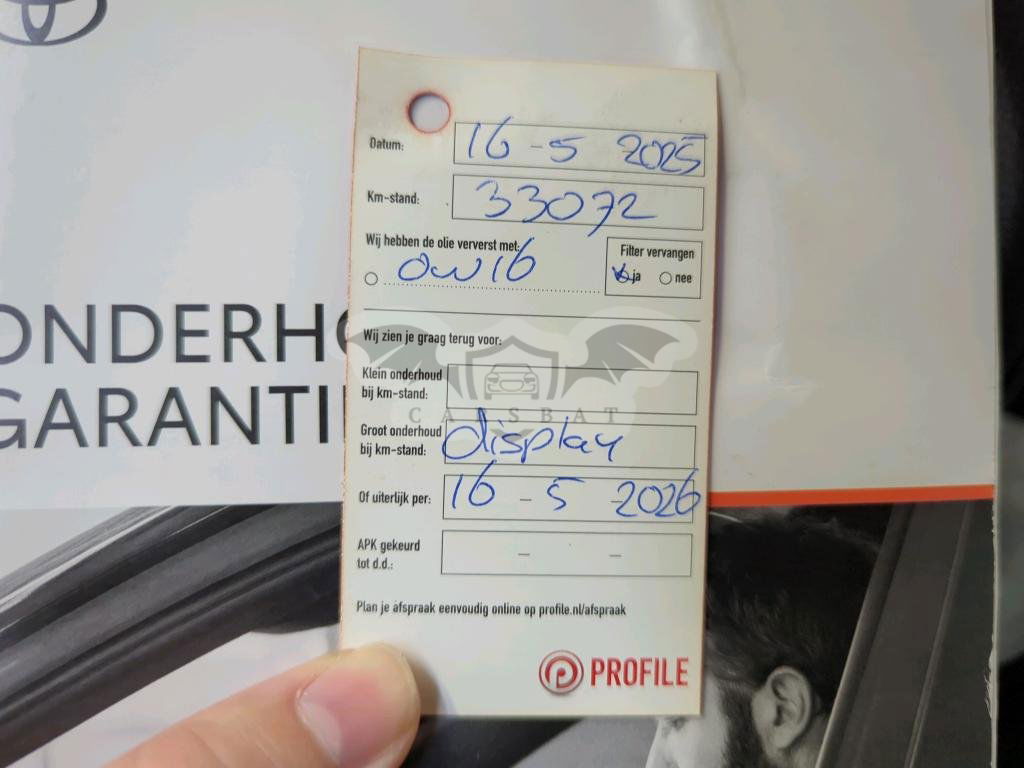 ONDERH
GARANTI
Datum: 16 - 5 2025
Km-stand: 33072
Wij hebben de olie ververst met:
0w16
Filter vervangen
ja nee
Wij zien je graag terug voor:
Klein onderhoud
bij km-stand:
CARSBAT
Groot onderhoud
bij km-stand: display
Of uiterlijk per: 16 - 5 2026
APK gekeurd
tot d.d.: - -
Plan je afspraak eenvoudig online op profile.nl/afspraak
PROFILE